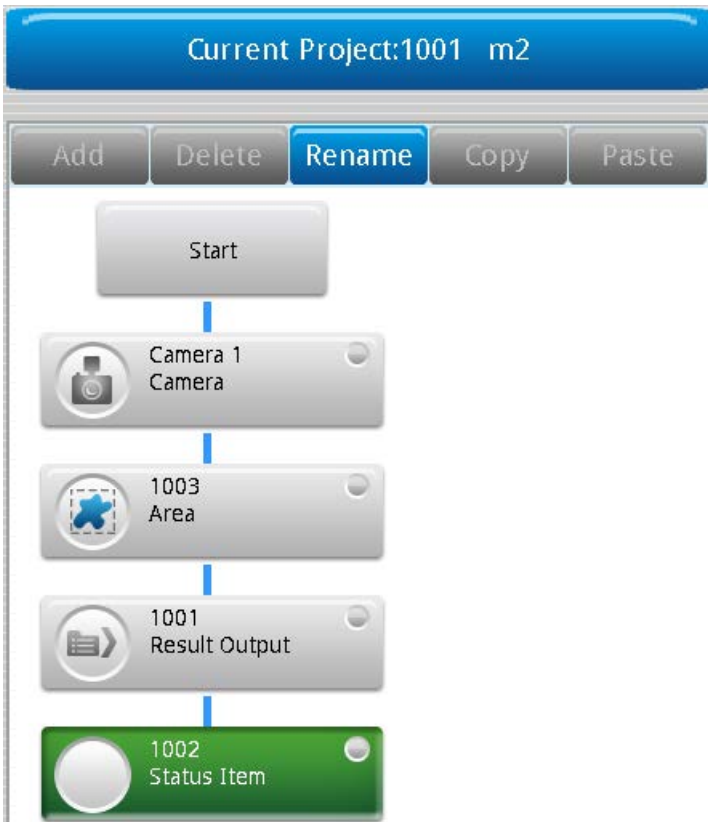 Current Project:1001 m2
Add Delete Rename Copy Paste
Start
Camera 1
Camera
1003
Area
1001
Result Output
1002
Status Item